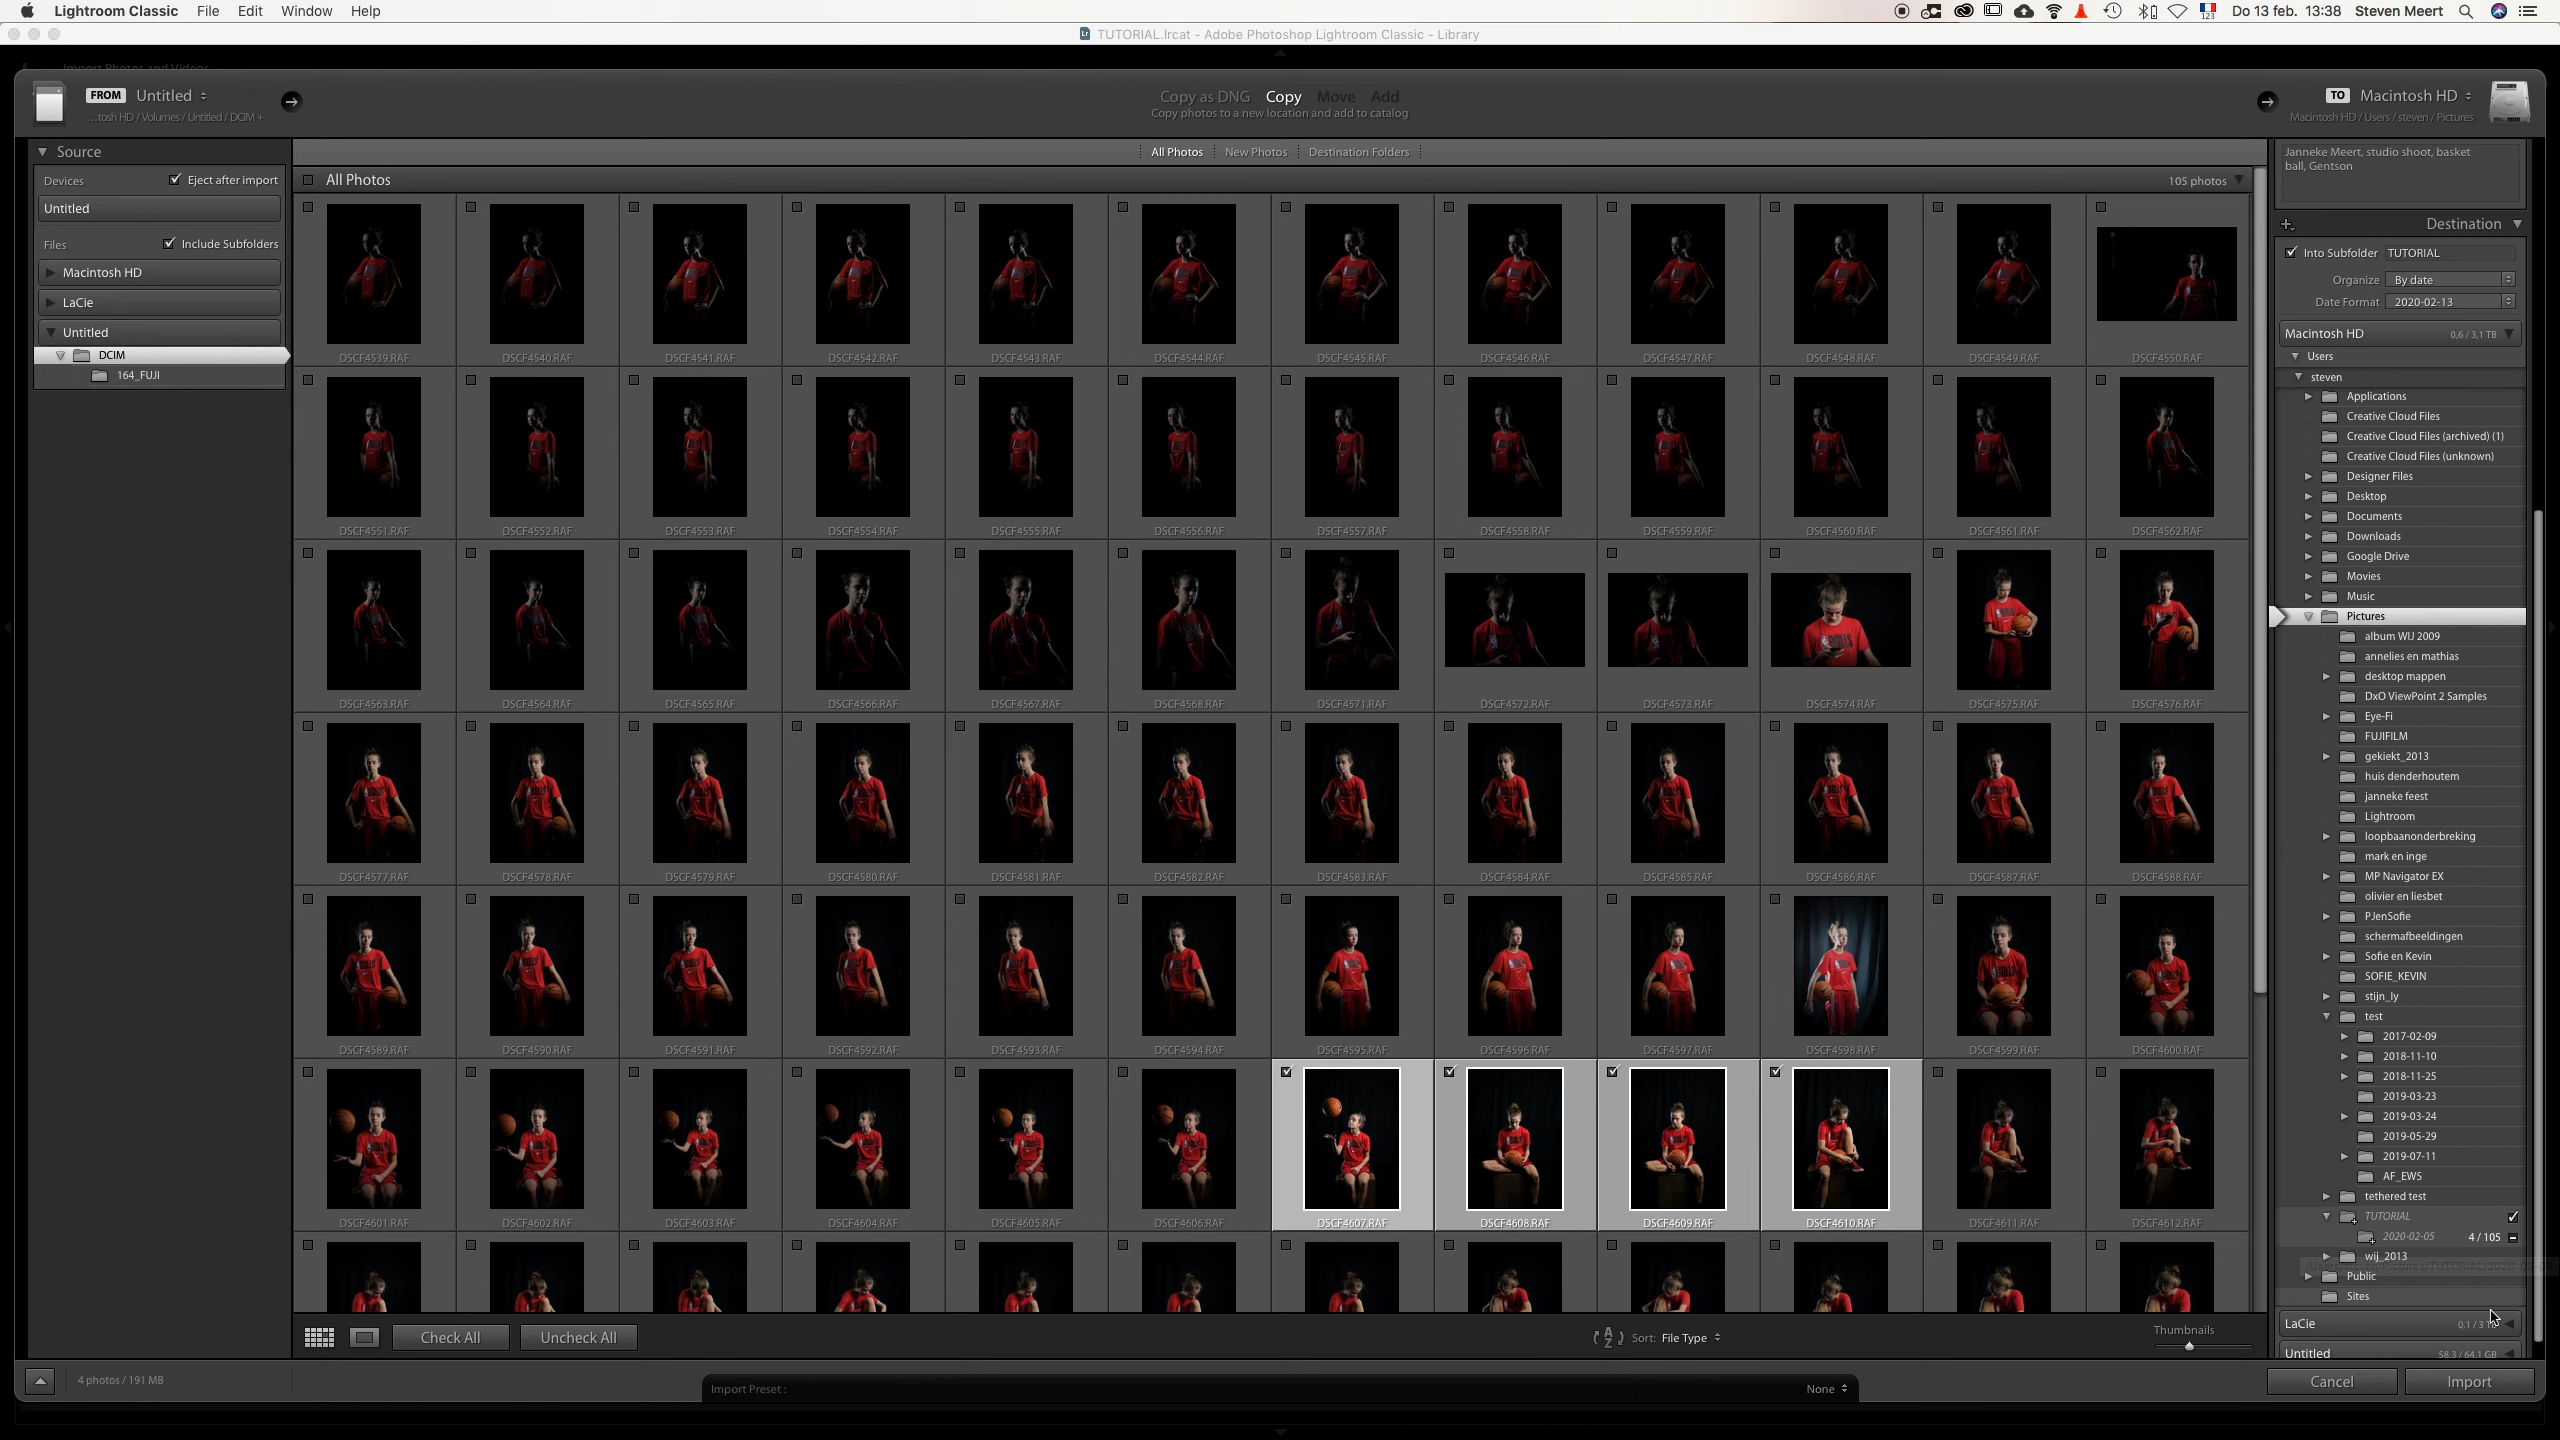 Lightroom Classic File Edit Window Help
Do 13 feb. 13:38 Steven Meert
TUTORIAL.lrcat - Adobe Photoshop Lightroom Classic - Library
Import Photos and Videos
FROM Untitled
…tosh HD / Volumes / Untitled / DCIM +
Copy as DNG Copy Move Add
Copy photos to a new location and add to catalog
TO Macintosh HD
Macintosh HD / Users / steven / Pictures
Source
Devices Eject after import
Untitled
Files Include Subfolders
Macintosh HD
LaCie
Untitled
DCIM
164_FUJI
All Photos New Photos Destination Folders
All Photos 105 photos
DSCF4539.RAF DSCF4540.RAF DSCF4541.RAF DSCF4542.RAF DSCF4543.RAF DSCF4544.RAF DSCF4545.RAF DSCF4546.RAF DSCF4547.RAF DSCF4548.RAF DSCF4549.RAF DSCF4550.RAF
DSCF4551.RAF DSCF4552.RAF DSCF4553.RAF DSCF4554.RAF DSCF4555.RAF DSCF4556.RAF DSCF4557.RAF DSCF4558.RAF DSCF4559.RAF DSCF4560.RAF DSCF4561.RAF DSCF4562.RAF
DSCF4563.RAF DSCF4564.RAF DSCF4565.RAF DSCF4566.RAF DSCF4567.RAF DSCF4568.RAF DSCF4571.RAF DSCF4572.RAF DSCF4573.RAF DSCF4574.RAF DSCF4575.RAF DSCF4576.RAF
DSCF4577.RAF DSCF4578.RAF DSCF4579.RAF DSCF4580.RAF DSCF4581.RAF DSCF4582.RAF DSCF4583.RAF DSCF4584.RAF DSCF4585.RAF DSCF4586.RAF DSCF4587.RAF DSCF4588.RAF
DSCF4589.RAF DSCF4590.RAF DSCF4591.RAF DSCF4592.RAF DSCF4593.RAF DSCF4594.RAF DSCF4595.RAF DSCF4596.RAF DSCF4597.RAF DSCF4598.RAF DSCF4599.RAF DSCF4600.RAF
DSCF4601.RAF DSCF4602.RAF DSCF4603.RAF DSCF4604.RAF DSCF4605.RAF DSCF4606.RAF DSCF4607.RAF DSCF4608.RAF DSCF4609.RAF DSCF4610.RAF DSCF4611.RAF DSCF4612.RAF
Check All Uncheck All
Sort: File Type
Thumbnails
Janneke Meert, studio shoot, basket
ball, Gentson
Destination
Into Subfolder TUTORIAL
Organize By date
Date Format 2020-02-13
Macintosh HD 0,6 / 3,1 TB
Users
steven
Applications
Creative Cloud Files
Creative Cloud Files (archived) (1)
Creative Cloud Files (unknown)
Designer Files
Desktop
Documents
Downloads
Google Drive
Movies
Music
Pictures
album WIJ 2009
annelies en mathias
desktop mappen
DxO ViewPoint 2 Samples
Eye-Fi
FUJIFILM
gekiekt_2013
huis denderhoutem
janneke feest
Lightroom
loopbaanonderbreking
mark en inge
MP Navigator EX
olivier en liesbet
PJenSofie
schermafbeeldingen
Sofie en Kevin
SOFIE_KEVIN
stijn_ly
test
2017-02-09
2018-11-10
2018-11-25
2019-03-23
2019-03-24
2019-05-29
2019-07-11
AF_EWS
tethered test
TUTORIAL
2020-02-05 4 / 105
wij_2013
Public
Sites
LaCie 0,1 / 3
Untitled 58.3 / 64.1 GB
4 photos / 191 MB
Import Preset : None
Cancel Import